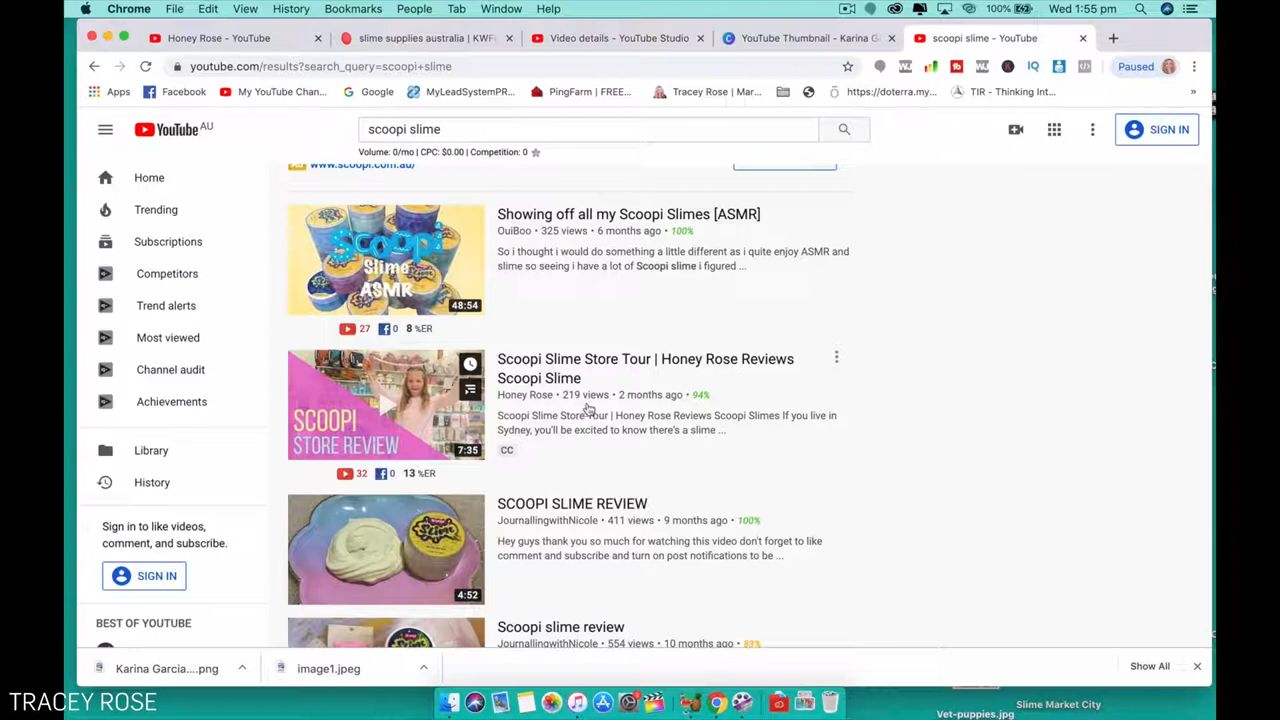 Chrome File Edit View History Bookmarks People Tab Window Help 100% Wed 1:55 pm
Honey Rose - YouTube
slime supplies australia | KWFI
Video details - YouTube Studio
YouTube Thumbnail - Karina G
scoopi slime - YouTube
youtube.com/results?search_query=scoopi+slime
Paused
Apps Facebook My YouTube Chan... Google MyLeadSystemPR... PingFarm | FREE... Tracey Rose | Mar... https://doterra.my... TIR - Thinking Int... »
YouTube AU
scoopi slime
SIGN IN
Volume: 0/mo | CPC: $0.00 | Competition: 0
www.scoopi.com.au/
Home
Trending
Subscriptions
Competitors
Trend alerts
Most viewed
Channel audit
Achievements
Library
History
Sign in to like videos,
comment, and subscribe.
SIGN IN
BEST OF YOUTUBE
Scoopi
Slime
ASMR
48:54
Showing off all my Scoopi Slimes [ASMR]
OuiBoo • 325 views • 6 months ago • 100%
So i thought i would do something a little different as i quite enjoy ASMR and
slime so seeing i have a lot of Scoopi slime i figured ...
27 0 8 %ER
SCOOPI
STORE REVIEW
7:35
Scoopi Slime Store Tour | Honey Rose Reviews
Scoopi Slime
Honey Rose • 219 views • 2 months ago • 94%
Scoopi Slime Store Tour | Honey Rose Reviews Scoopi Slimes If you live in
Sydney, you'll be excited to know there's a slime ...
CC
32 0 13 %ER
Slime
4:52
SCOOPI SLIME REVIEW
JournallingwithNicole • 411 views • 9 months ago • 100%
Hey guys thank you so much for watching this video don't forget to like
comment and subscribe and turn on post notifications to be ...
Scoopi slime review
JournallingwithNicole • 554 views • 10 months ago • 83%
Karina Garcia....png
image1.jpeg
Show All
TRACEY ROSE
Slime Market City
Vet-puppies.jpg